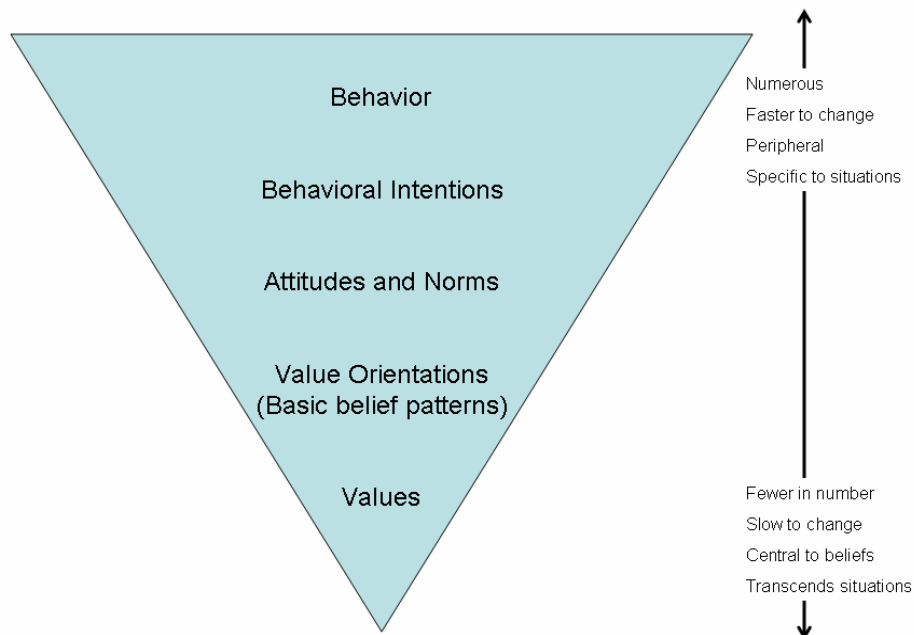 Behavior
Behavioral Intentions
Attitudes and Norms
Value Orientations
(Basic belief patterns)
Values
Numerous
Faster to change
Peripheral
Specific to situations
Fewer in number
Slow to change
Central to beliefs
Transcends situations